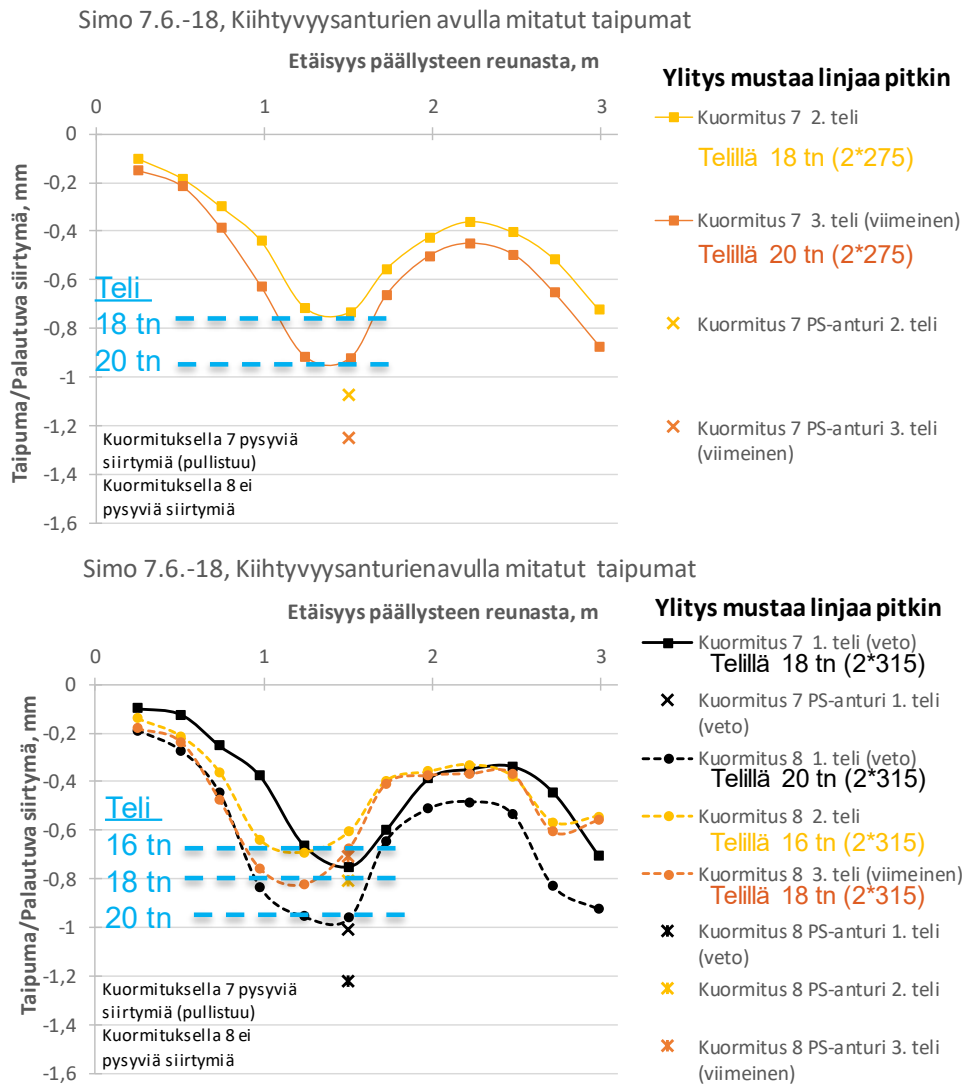 Simo 7.6.-18, Kiihtyvyysanturien avulla mitatut taipumat
Etäisyys päällysteen reunasta, m
0
1
2
3
0
-0,2
-0,4
-0,6
-0,8
-1
-1,2
-1,4
-1,6
Taipuma/Palautuva siirtymä, mm
Teli
18 tn
20 tn
Kuormituksella 7 pysyviä
siirtymiä (pullistuu)
Kuormituksella 8 ei
pysyviä siirtymiä
Ylitys mustaa linjaa pitkin
Kuormitus 7 2. teli
Telillä 18 tn (2*275)
Kuormitus 7 3. teli (viimeinen)
Telillä 20 tn (2*275)
Kuormitus 7 PS-anturi 2. teli
Kuormitus 7 PS-anturi 3. teli
(viimeinen)
Simo 7.6.-18, Kiihtyvyysanturienavulla mitatut taipumat
Etäisyys päällysteen reunasta, m
0
1
2
3
0
-0,2
-0,4
-0,6
-0,8
-1
-1,2
-1,4
-1,6
Taipuma/Palautuva siirtymä, mm
Teli
16 tn
18 tn
20 tn
Kuormituksella 7 pysyviä
siirtymiä (pullistuu)
Kuormituksella 8 ei
pysyviä siirtymiä
Ylitys mustaa linjaa pitkin
Kuormitus 7 1. teli (veto)
Telillä 18 tn (2*315)
Kuormitus 7 PS-anturi 1. teli
(veto)
Kuormitus 8 1. teli (veto)
Telillä 20 tn (2*315)
Kuormitus 8 2. teli
Telillä 16 tn (2*315)
Kuormitus 8 3. teli (viimeinen)
Telillä 18 tn (2*315)
Kuormitus 8 PS-anturi 1. teli
(veto)
Kuormitus 8 PS-anturi 2. teli
Kuormitus 8 PS-anturi 3. teli
(viimeinen)